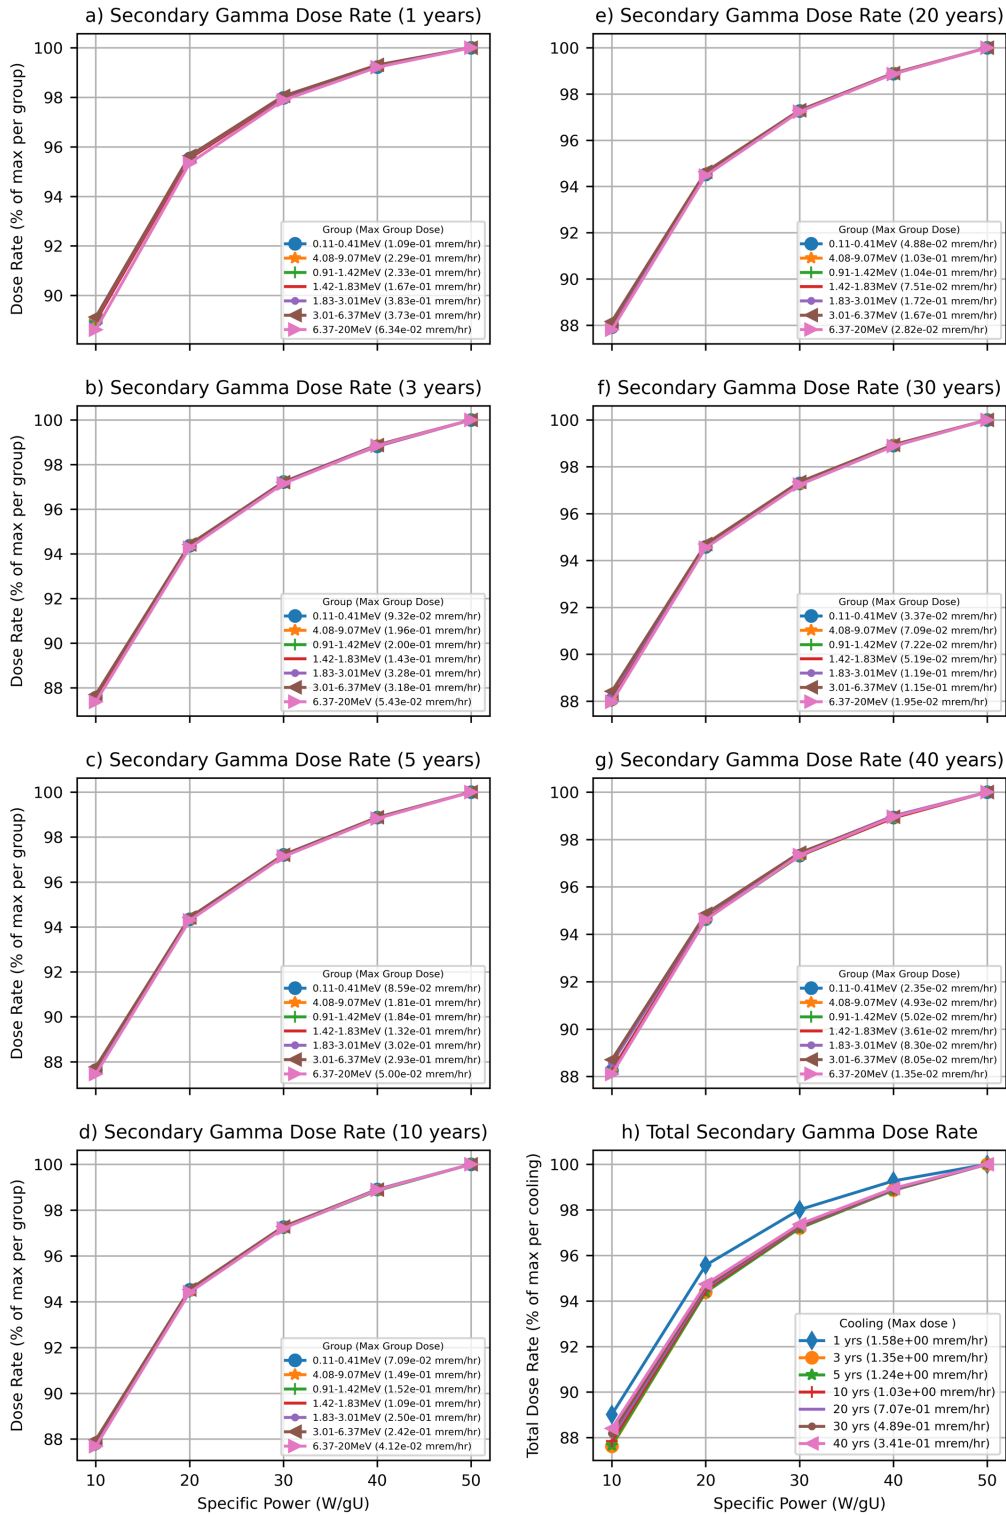 a) Secondary Gamma Dose Rate (1 years)
Dose Rate (% of max per group)
100
98
96
94
92
90
10
20
30
40
50
Group (Max Group Dose)
0.11-0.41MeV (1.09e-01 mrem/hr)
4.08-9.07MeV (2.29e-01 mrem/hr)
0.91-1.42MeV (2.33e-01 mrem/hr)
1.42-1.83MeV (1.67e-01 mrem/hr)
1.83-3.01MeV (3.83e-01 mrem/hr)
3.01-6.37MeV (3.73e-01 mrem/hr)
6.37-20MeV (6.34e-02 mrem/hr)
b) Secondary Gamma Dose Rate (3 years)
Dose Rate (% of max per group)
100
98
96
94
92
90
88
Group (Max Group Dose)
0.11-0.41MeV (9.32e-02 mrem/hr)
4.08-9.07MeV (1.96e-01 mrem/hr)
0.91-1.42MeV (2.00e-01 mrem/hr)
1.42-1.83MeV (1.43e-01 mrem/hr)
1.83-3.01MeV (3.28e-01 mrem/hr)
3.01-6.37MeV (3.18e-01 mrem/hr)
6.37-20MeV (5.43e-02 mrem/hr)
c) Secondary Gamma Dose Rate (5 years)
Dose Rate (% of max per group)
100
98
96
94
92
90
88
Group (Max Group Dose)
0.11-0.41MeV (8.59e-02 mrem/hr)
4.08-9.07MeV (1.81e-01 mrem/hr)
0.91-1.42MeV (1.84e-01 mrem/hr)
1.42-1.83MeV (1.32e-01 mrem/hr)
1.83-3.01MeV (3.02e-01 mrem/hr)
3.01-6.37MeV (2.93e-01 mrem/hr)
6.37-20MeV (5.00e-02 mrem/hr)
d) Secondary Gamma Dose Rate (10 years)
Dose Rate (% of max per group)
100
98
96
94
92
90
88
Group (Max Group Dose)
0.11-0.41MeV (7.09e-02 mrem/hr)
4.08-9.07MeV (1.49e-01 mrem/hr)
0.91-1.42MeV (1.52e-01 mrem/hr)
1.42-1.83MeV (1.09e-01 mrem/hr)
1.83-3.01MeV (2.50e-01 mrem/hr)
3.01-6.37MeV (2.42e-01 mrem/hr)
6.37-20MeV (4.12e-02 mrem/hr)
10
20
30
40
50
Specific Power (W/gU)
e) Secondary Gamma Dose Rate (20 years)
100
98
96
94
92
90
88
Group (Max Group Dose)
0.11-0.41MeV (4.88e-02 mrem/hr)
4.08-9.07MeV (1.03e-01 mrem/hr)
0.91-1.42MeV (1.04e-01 mrem/hr)
1.42-1.83MeV (7.51e-02 mrem/hr)
1.83-3.01MeV (1.72e-01 mrem/hr)
3.01-6.37MeV (1.67e-01 mrem/hr)
6.37-20MeV (2.82e-02 mrem/hr)
10
20
30
40
50
f) Secondary Gamma Dose Rate (30 years)
100
98
96
94
92
90
88
Group (Max Group Dose)
0.11-0.41MeV (3.37e-02 mrem/hr)
4.08-9.07MeV (7.09e-02 mrem/hr)
0.91-1.42MeV (7.22e-02 mrem/hr)
1.42-1.83MeV (5.19e-02 mrem/hr)
1.83-3.01MeV (1.19e-01 mrem/hr)
3.01-6.37MeV (1.15e-01 mrem/hr)
6.37-20MeV (1.95e-02 mrem/hr)
g) Secondary Gamma Dose Rate (40 years)
100
98
96
94
92
90
88
Group (Max Group Dose)
0.11-0.41MeV (2.35e-02 mrem/hr)
4.08-9.07MeV (4.93e-02 mrem/hr)
0.91-1.42MeV (5.02e-02 mrem/hr)
1.42-1.83MeV (3.61e-02 mrem/hr)
1.83-3.01MeV (8.30e-02 mrem/hr)
3.01-6.37MeV (8.05e-02 mrem/hr)
6.37-20MeV (1.35e-02 mrem/hr)
h) Total Secondary Gamma Dose Rate
Total Dose Rate (% of max per cooling)
100
98
96
94
92
90
88
Cooling (Max dose )
1 yrs (1.58e+00 mrem/hr)
3 yrs (1.35e+00 mrem/hr)
5 yrs (1.24e+00 mrem/hr)
10 yrs (1.03e+00 mrem/hr)
20 yrs (7.07e-01 mrem/hr)
30 yrs (4.89e-01 mrem/hr)
40 yrs (3.41e-01 mrem/hr)
10
20
30
40
50
Specific Power (W/gU)